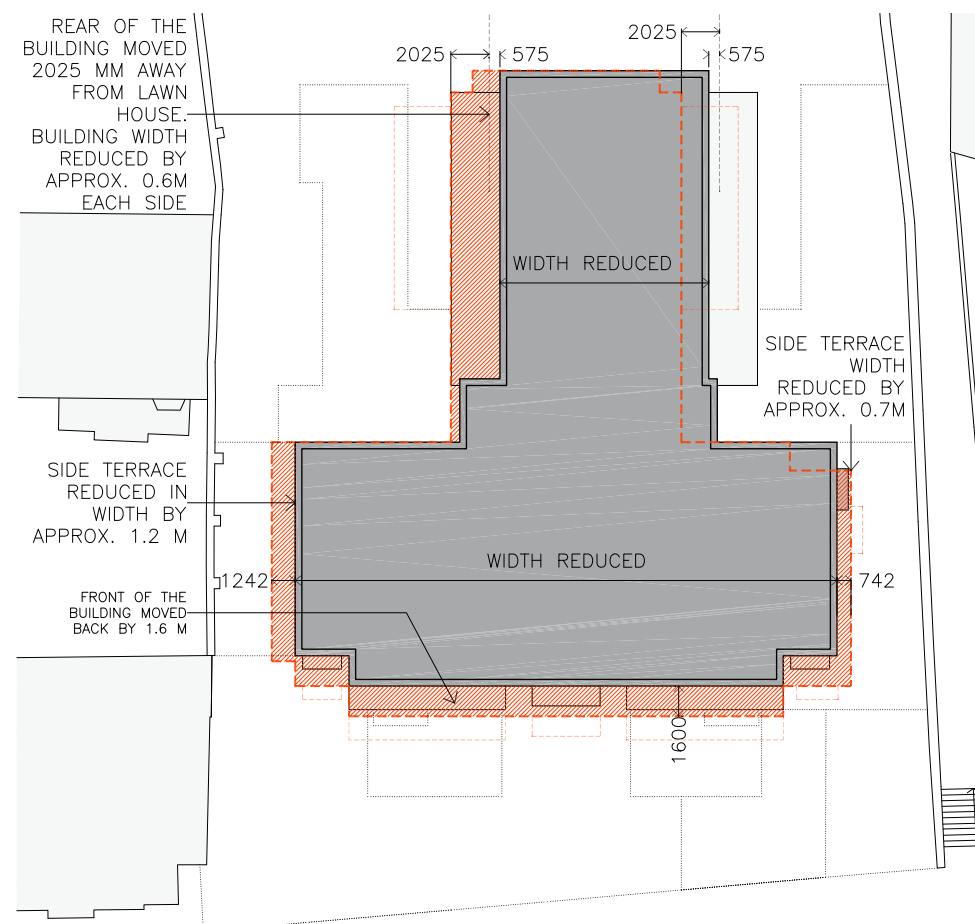 REAR OF THE
BUILDING MOVED
2025 MM AWAY
FROM LAWN
HOUSE.
BUILDING WIDTH
REDUCED BY
APPROX. 0.6M
EACH SIDE
2025
575
2025
575
WIDTH REDUCED
SIDE TERRACE
WIDTH
REDUCED BY
APPROX. 0.7M
SIDE TERRACE
REDUCED IN
WIDTH BY
APPROX. 1.2 M
WIDTH REDUCED
1242
742
FRONT OF THE
BUILDING MOVED
BACK BY 1.6 M
1600